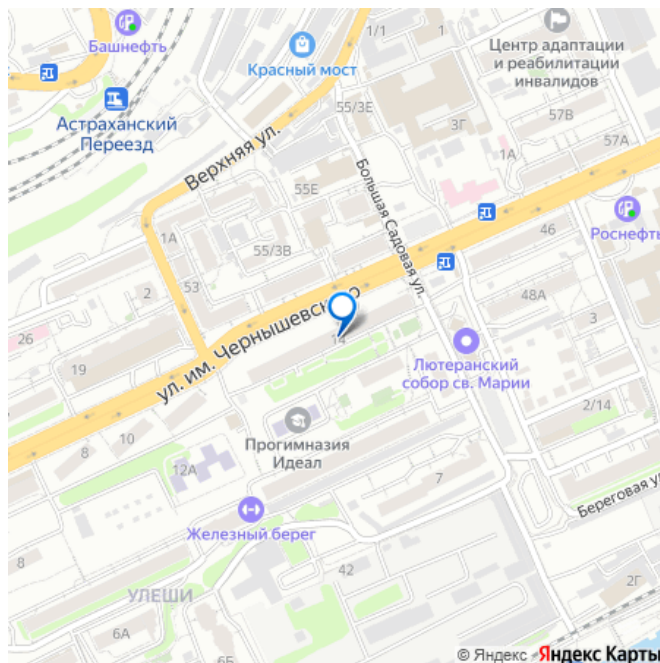 Башнефть
1/1
Центр адаптации
и реабилитации
инвалидов
Красный мост
55/3Е
3Г
57В
57А
Астраханский
Переезд
Верхняя ул.
Большая Садовая ул.
1А
55Е
Роснефть
1А
55/3В
46
2
53
48А
26
3
ул. им. Чернышевского
14
19
Лютеранский
собор св. Марии
2/14
8
10
Прогимназия
Идеал
12А
7
Береговая ул.
Железный берег
8
42
2Г
УЛЕШИ
6А
© Яндекс
Яндекс Карты